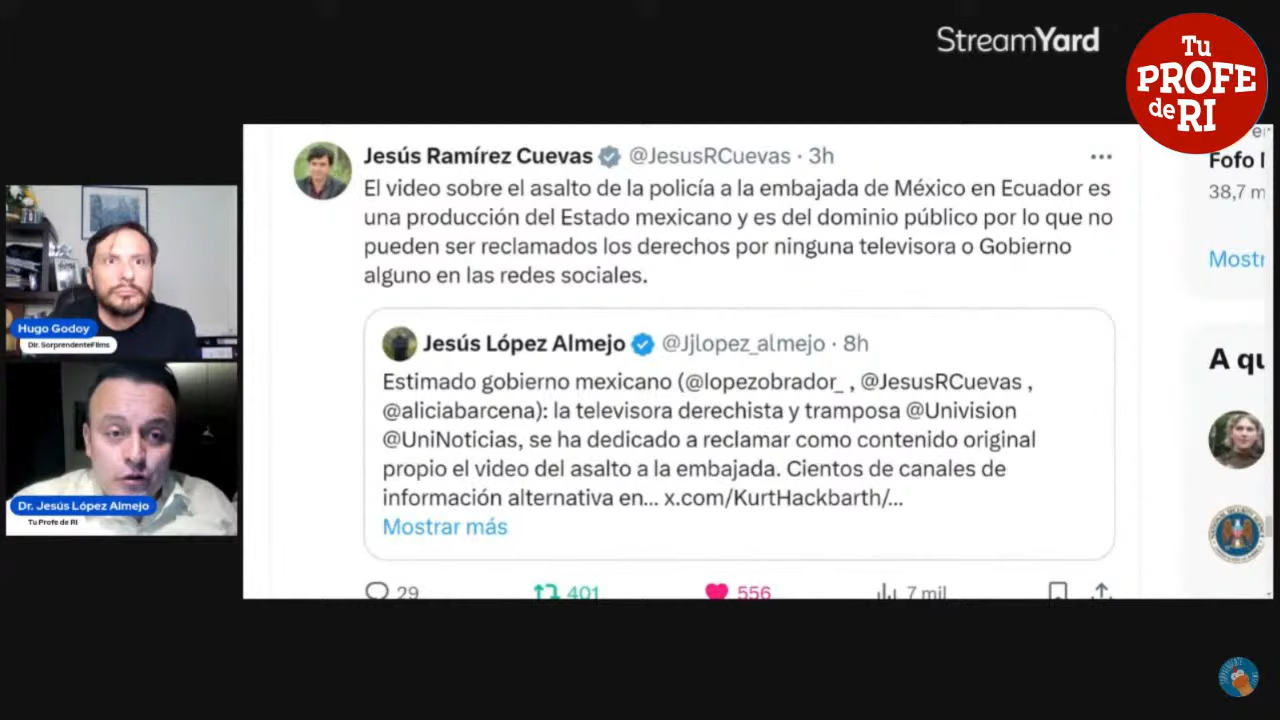 StreamYard
Tu
PROFE
de RI
Jesús Ramírez Cuevas @JesusRCuevas · 3h
El video sobre el asalto de la policía a la embajada de México en Ecuador es
una producción del Estado mexicano y es del dominio público por lo que no
pueden ser reclamados los derechos por ninguna televisora o Gobierno
alguno en las redes sociales.
Jesús López Almejo @Jjlopez_almejo · 8h
Estimado gobierno mexicano (@lopezobrador_ , @JesusRCuevas ,
@aliciabarcena): la televisora derechista y tramposa @Univision
@UniNoticias, se ha dedicado a reclamar como contenido original
propio el video del asalto a la embajada. Cientos de canales de
información alternativa en... x.com/KurtHackbarth/...
Mostrar más
29 401 556 7 mil
Fofo
38,7 m
Mostr
A qu
Hugo Godoy
Dir. SorprendenteFilms
Dr. Jesús López Almejo
Tu Profe de RI